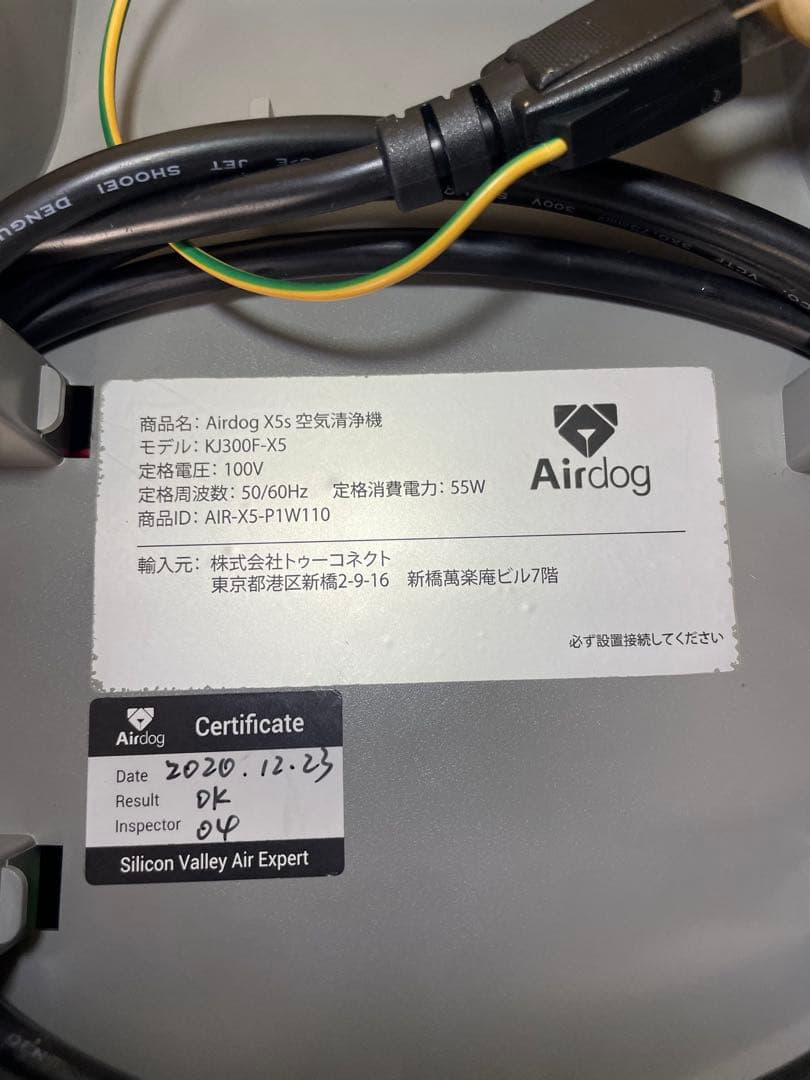 DENGU SHOOEI JET
300V
VCTF
商品名: Airdog X5s 空気清浄機
モデル: KJ300F-X5
定格電圧: 100V
定格周波数: 50/60Hz 定格消費電力: 55W
商品ID: AIR-X5-P1W110
Airdog
輸入元: 株式会社トゥーコネクト
東京都港区新橋2-9-16 新橋萬楽庵ビル7階
必ず設置接続してください
Airdog Certificate
Date 2020.12.23
Result OK
Inspector 04
Silicon Valley Air Expert